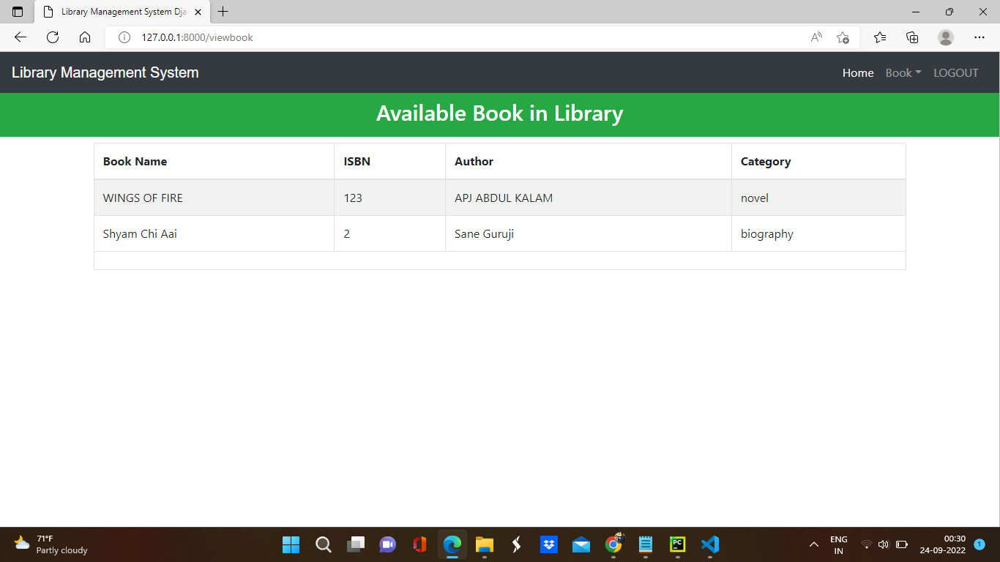 Library Management System Dja
127.0.0.1:8000/viewbook
Library Management System
Home Book LOGOUT
Available Book in Library
Book Name ISBN Author Category
WINGS OF FIRE 123 APJ ABDUL KALAM novel
Shyam Chi Aai 2 Sane Guruji biography
71°F
Partly cloudy
PC
ENG
IN
00:30
24-09-2022
1